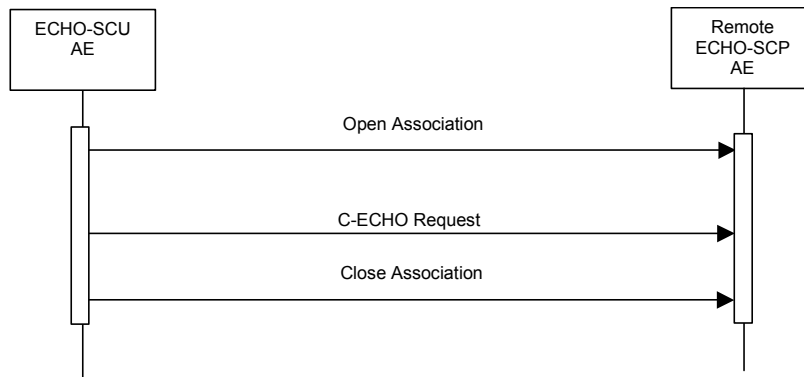 ECHO-SCU
AE
Remote
ECHO-SCP
AE
Open Association
C-ECHO Request
Close Association